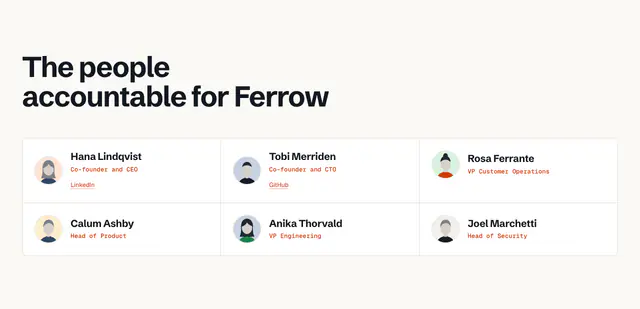 The people
accountable for Ferrow
Hana Lindqvist
Co-founder and CEO
LinkedIn
Tobi Merriden
Co-founder and CTO
GitHub
Rosa Ferrante
VP Customer Operations
Calum Ashby
Head of Product
Anika Thorvald
VP Engineering
Joel Marchetti
Head of Security